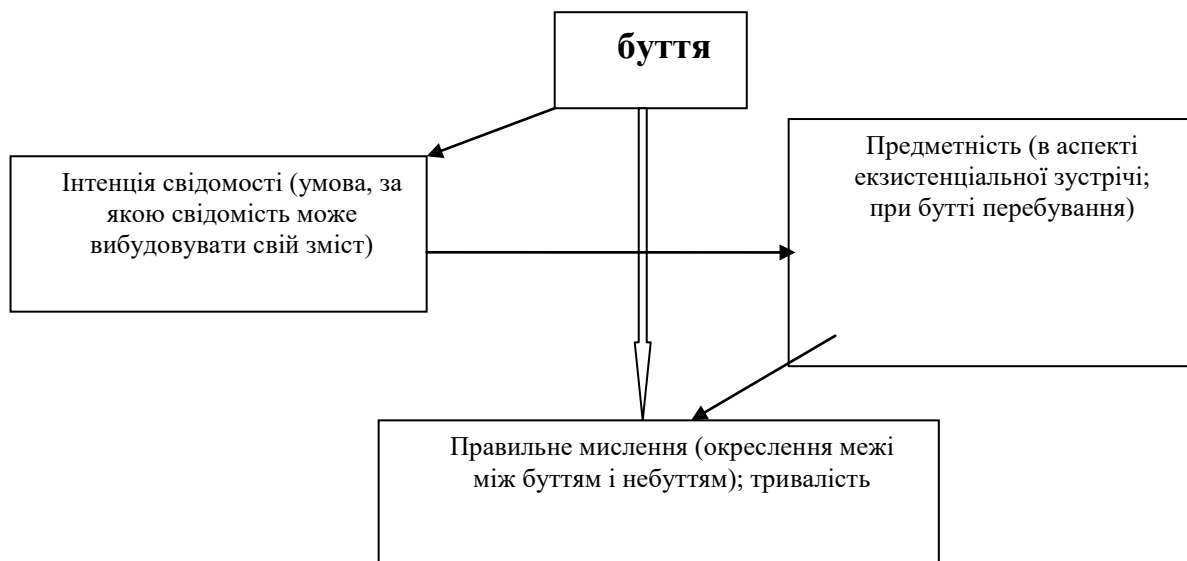 буття
Інтенція свідомості (умова, за
якою свідомість може
вибудовувати свій зміст)
Предметність (в аспекті
екзистенціальної зустрічі;
при бутті перебування)
Правильне мислення (окреслення межі
між буттям і небуттям); тривалість